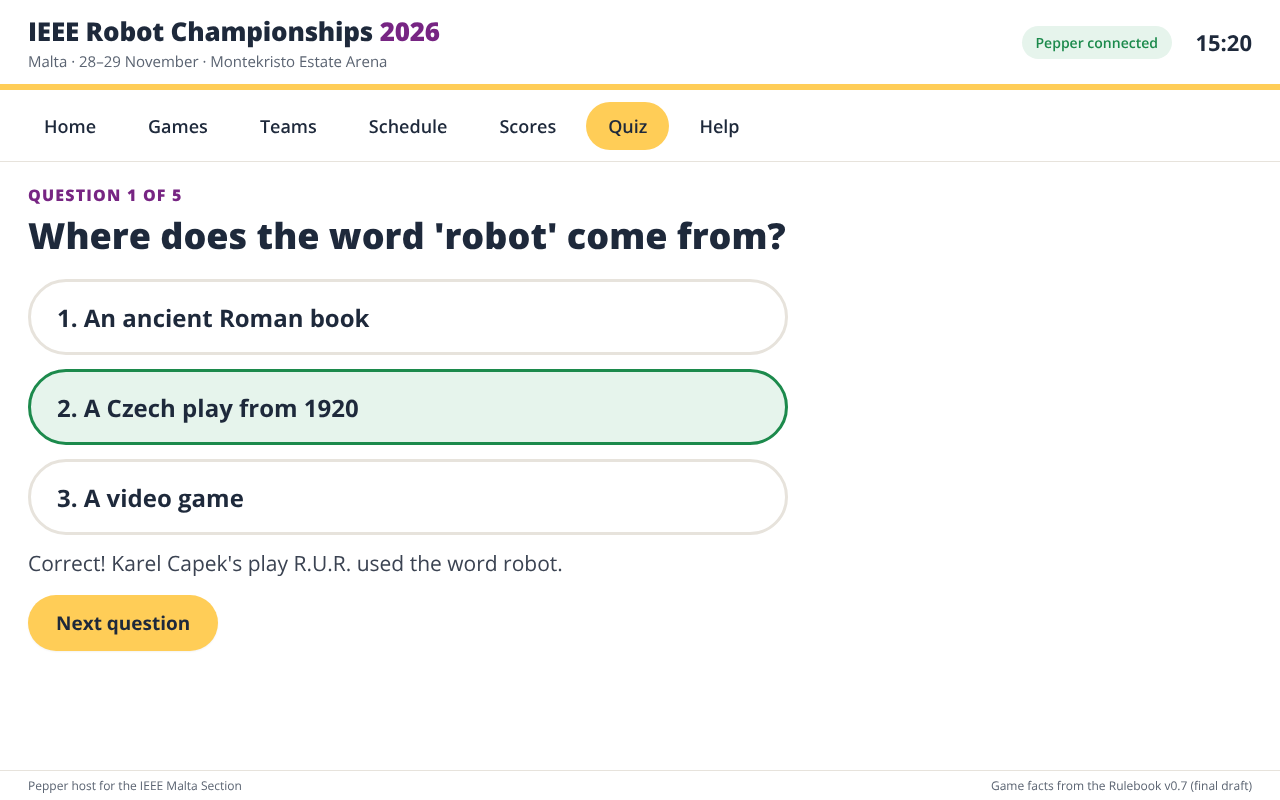 IEEE Robot Championships 2026
Malta · 28–29 November · Montekristo Estate Arena
Pepper connected
15:20
Home
Games
Teams
Schedule
Scores
Quiz
Help
QUESTION 1 OF 5
Where does the word 'robot' come from?
1. An ancient Roman book
2. A Czech play from 1920
3. A video game
Correct! Karel Capek's play R.U.R. used the word robot.
Next question
Pepper host for the IEEE Malta Section
Game facts from the Rulebook v0.7 (final draft)